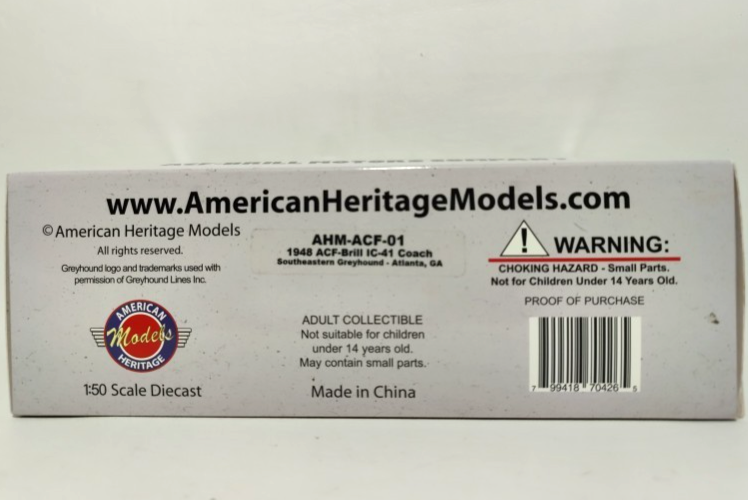 www.AmericanHeritageModels.com
© American Heritage Models
All rights reserved.
Greyhound logo and trademarks used with
permission of Greyhound Lines Inc.
AMERICAN
Models
HERITAGE
1:50 Scale Diecast
AHM-ACF-01
1948 ACF-Brill IC-41 Coach
Southeastern Greyhound - Atlanta, GA
ADULT COLLECTIBLE
Not suitable for children
under 14 years old.
May contain small parts.
Made in China
! WARNING:
CHOKING HAZARD - Small Parts.
Not for Children Under 14 Years Old.
PROOF OF PURCHASE
7 99418 70426 5